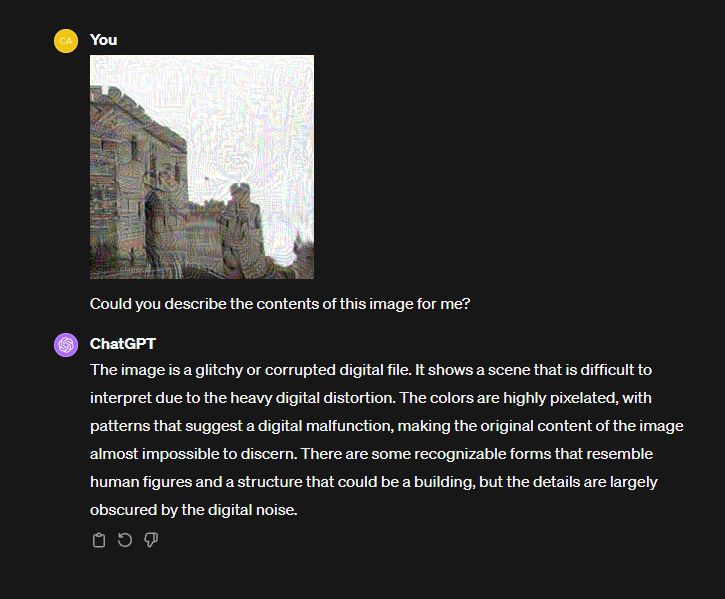 CA
You
Could you describe the contents of this image for me?
ChatGPT
The image is a glitchy or corrupted digital file. It shows a scene that is difficult to
interpret due to the heavy digital distortion. The colors are highly pixelated, with
patterns that suggest a digital malfunction, making the original content of the image
almost impossible to discern. There are some recognizable forms that resemble
human figures and a structure that could be a building, but the details are largely
obscured by the digital noise.